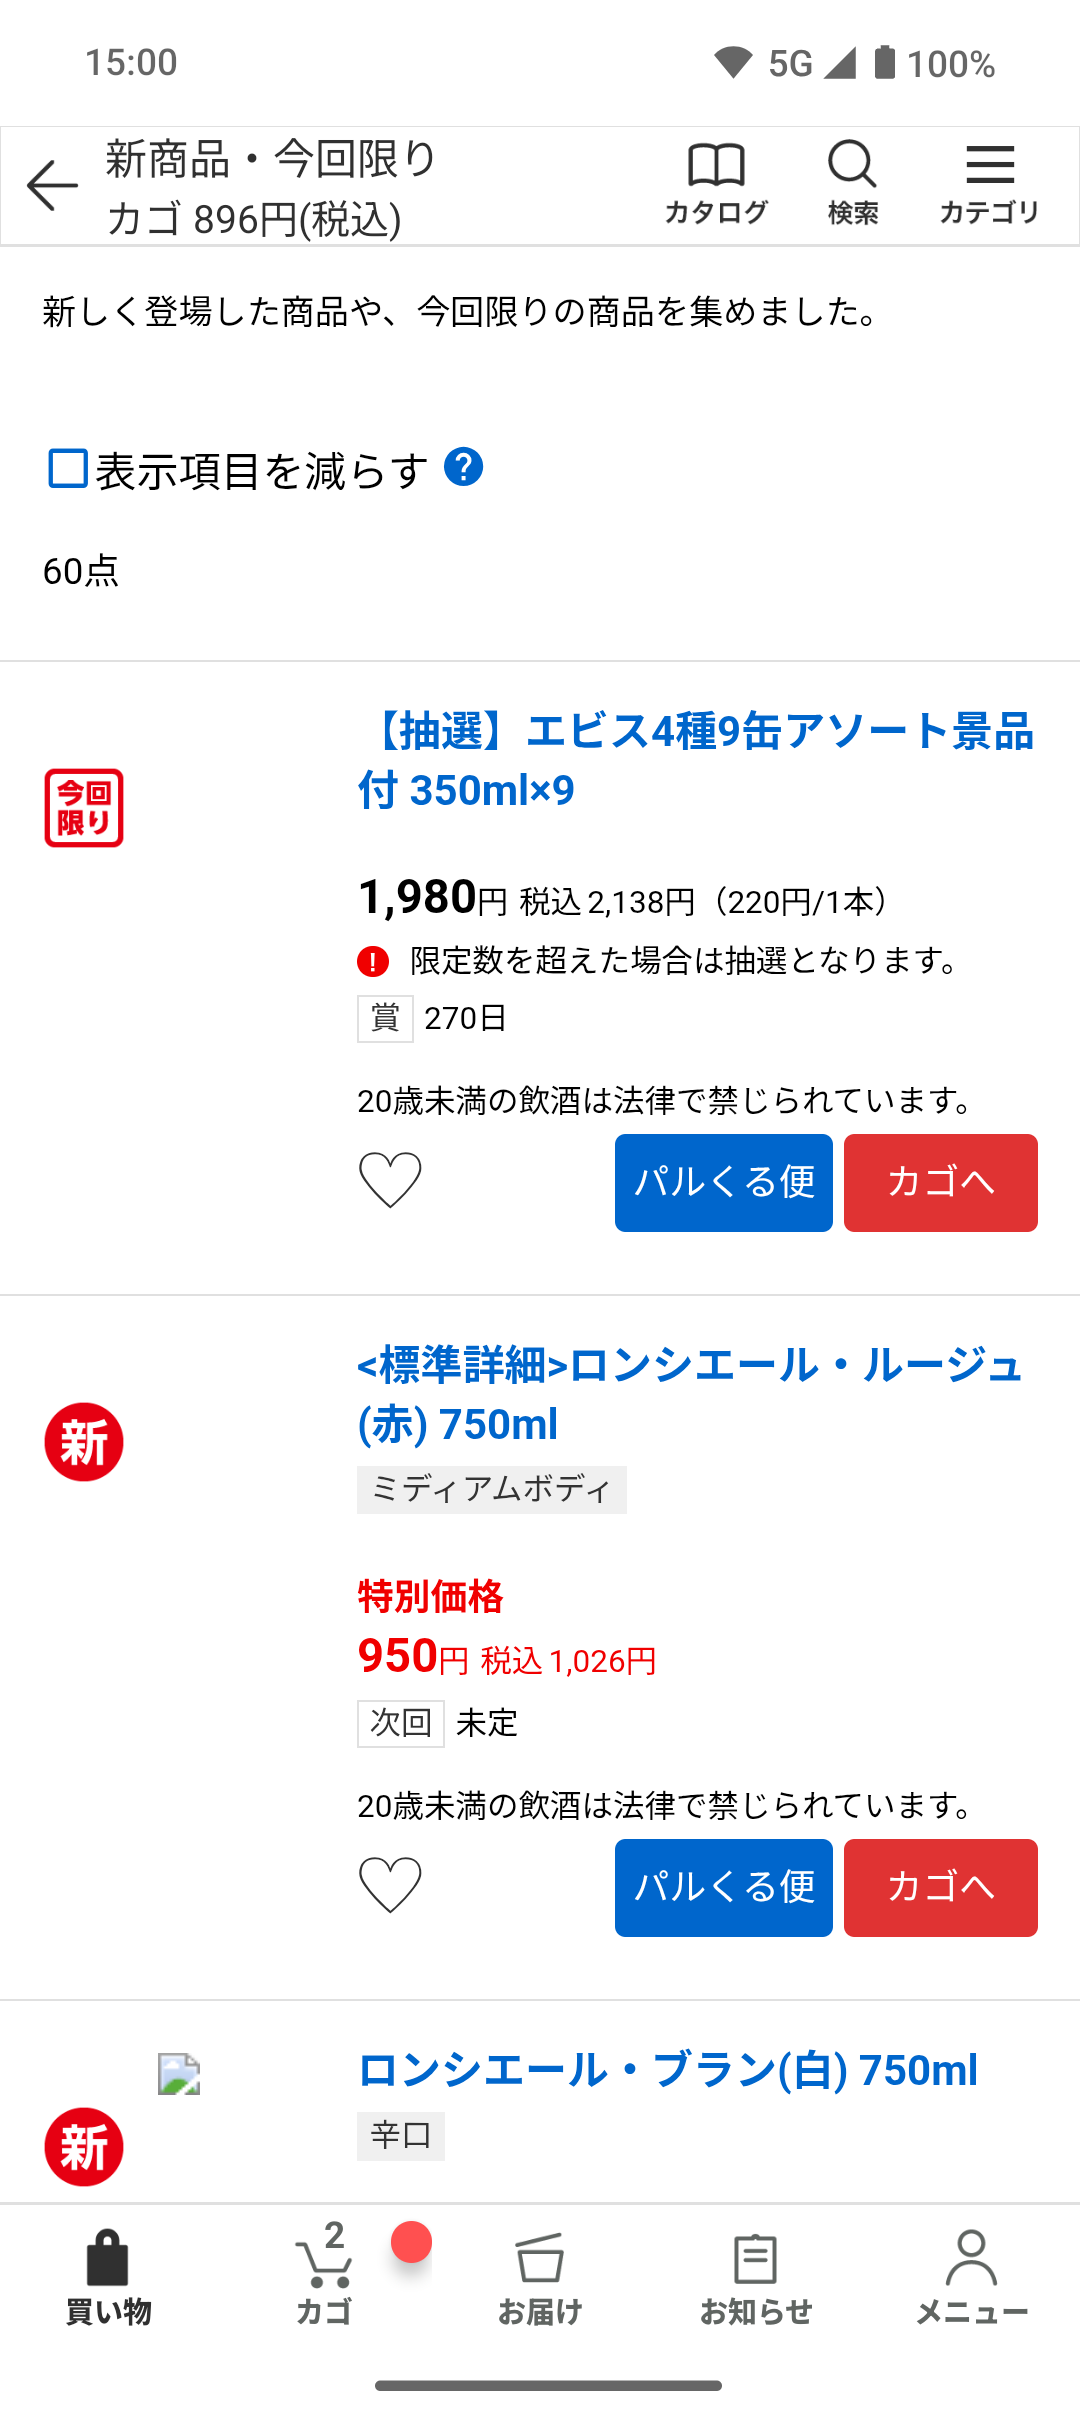 15:00
5G
100%
新商品・今回限り
カゴ 896円(税込)
カタログ
検索
カテゴリ
新しく登場した商品や、今回限りの商品を集めました。
表示項目を減らす ?
60点
今回
限り
【抽選】エビス4種9缶アソート景品
付 350ml×9
1,980円 税込 2,138円（220円/1本）
! 限定数を超えた場合は抽選となります。
賞 270日
20歳未満の飲酒は法律で禁じられています。
パルくる便
カゴへ
新
<標準詳細>ロンシエール・ルージュ
(赤) 750ml
ミディアムボディ
特別価格
950円 税込 1,026円
次回 未定
20歳未満の飲酒は法律で禁じられています。
パルくる便
カゴへ
新
ロンシエール・ブラン(白) 750ml
辛口
買い物
2
カゴ
お届け
お知らせ
メニュー